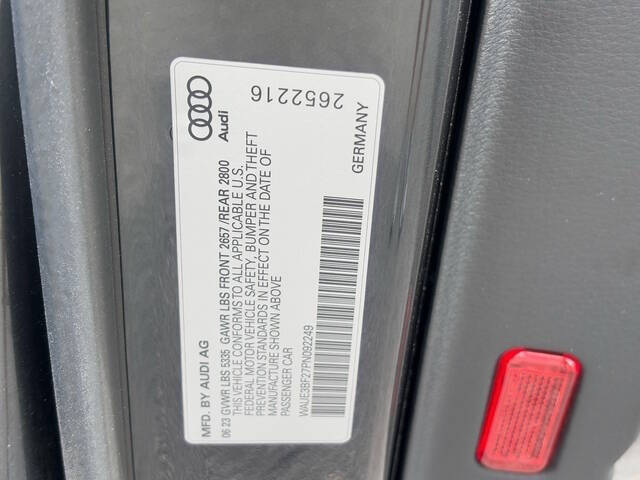 Audi
2652216
MFD. BY AUDI AG
GERMANY
06 23 GVWR LBS 5335 GAWR LBS FRONT 2657 /REAR 2800
THIS VEHICLE CONFORMS TO ALL APPLICABLE U.S.
FEDERAL MOTOR VEHICLE SAFETY, BUMPER AND THEFT
PREVENTION STANDARDS IN EFFECT ON THE DATE OF
MANUFACTURE SHOWN ABOVE
PASSENGER CAR
WAUE3BF27PN092249